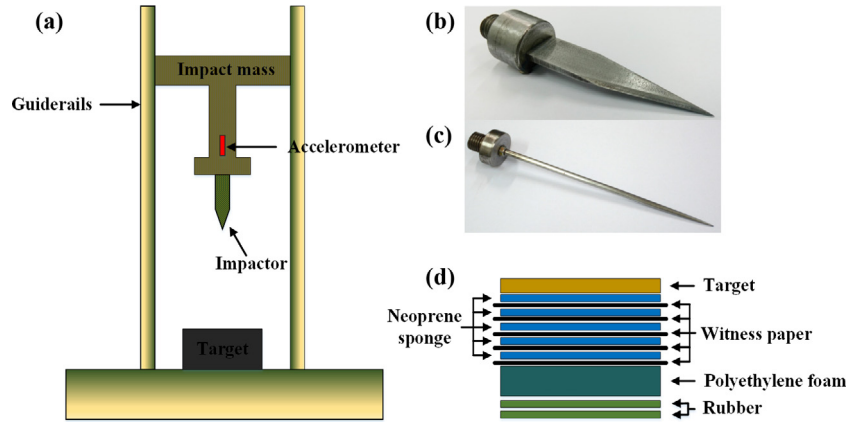 (a)
Impact mass
Guiderails
Accelerometer
Impactor
Target
(b)
(c)
(d)
Target
Neoprene
sponge
Witness paper
Polyethylene foam
Rubber